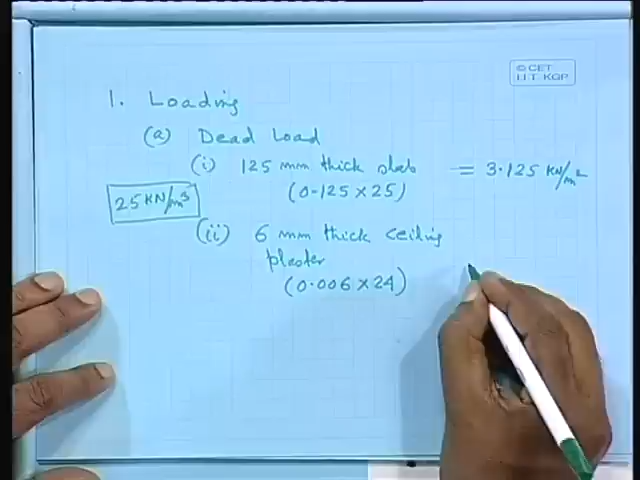 © CET
I.I.T. KGP
1. Loading
(a) Dead Load
(i) 125 mm thick slab = 3.125 KN/m²
(0.125 x 25)
25 KN/m³
(ii) 6 mm thick ceiling
plaster
(0.006 x 24)